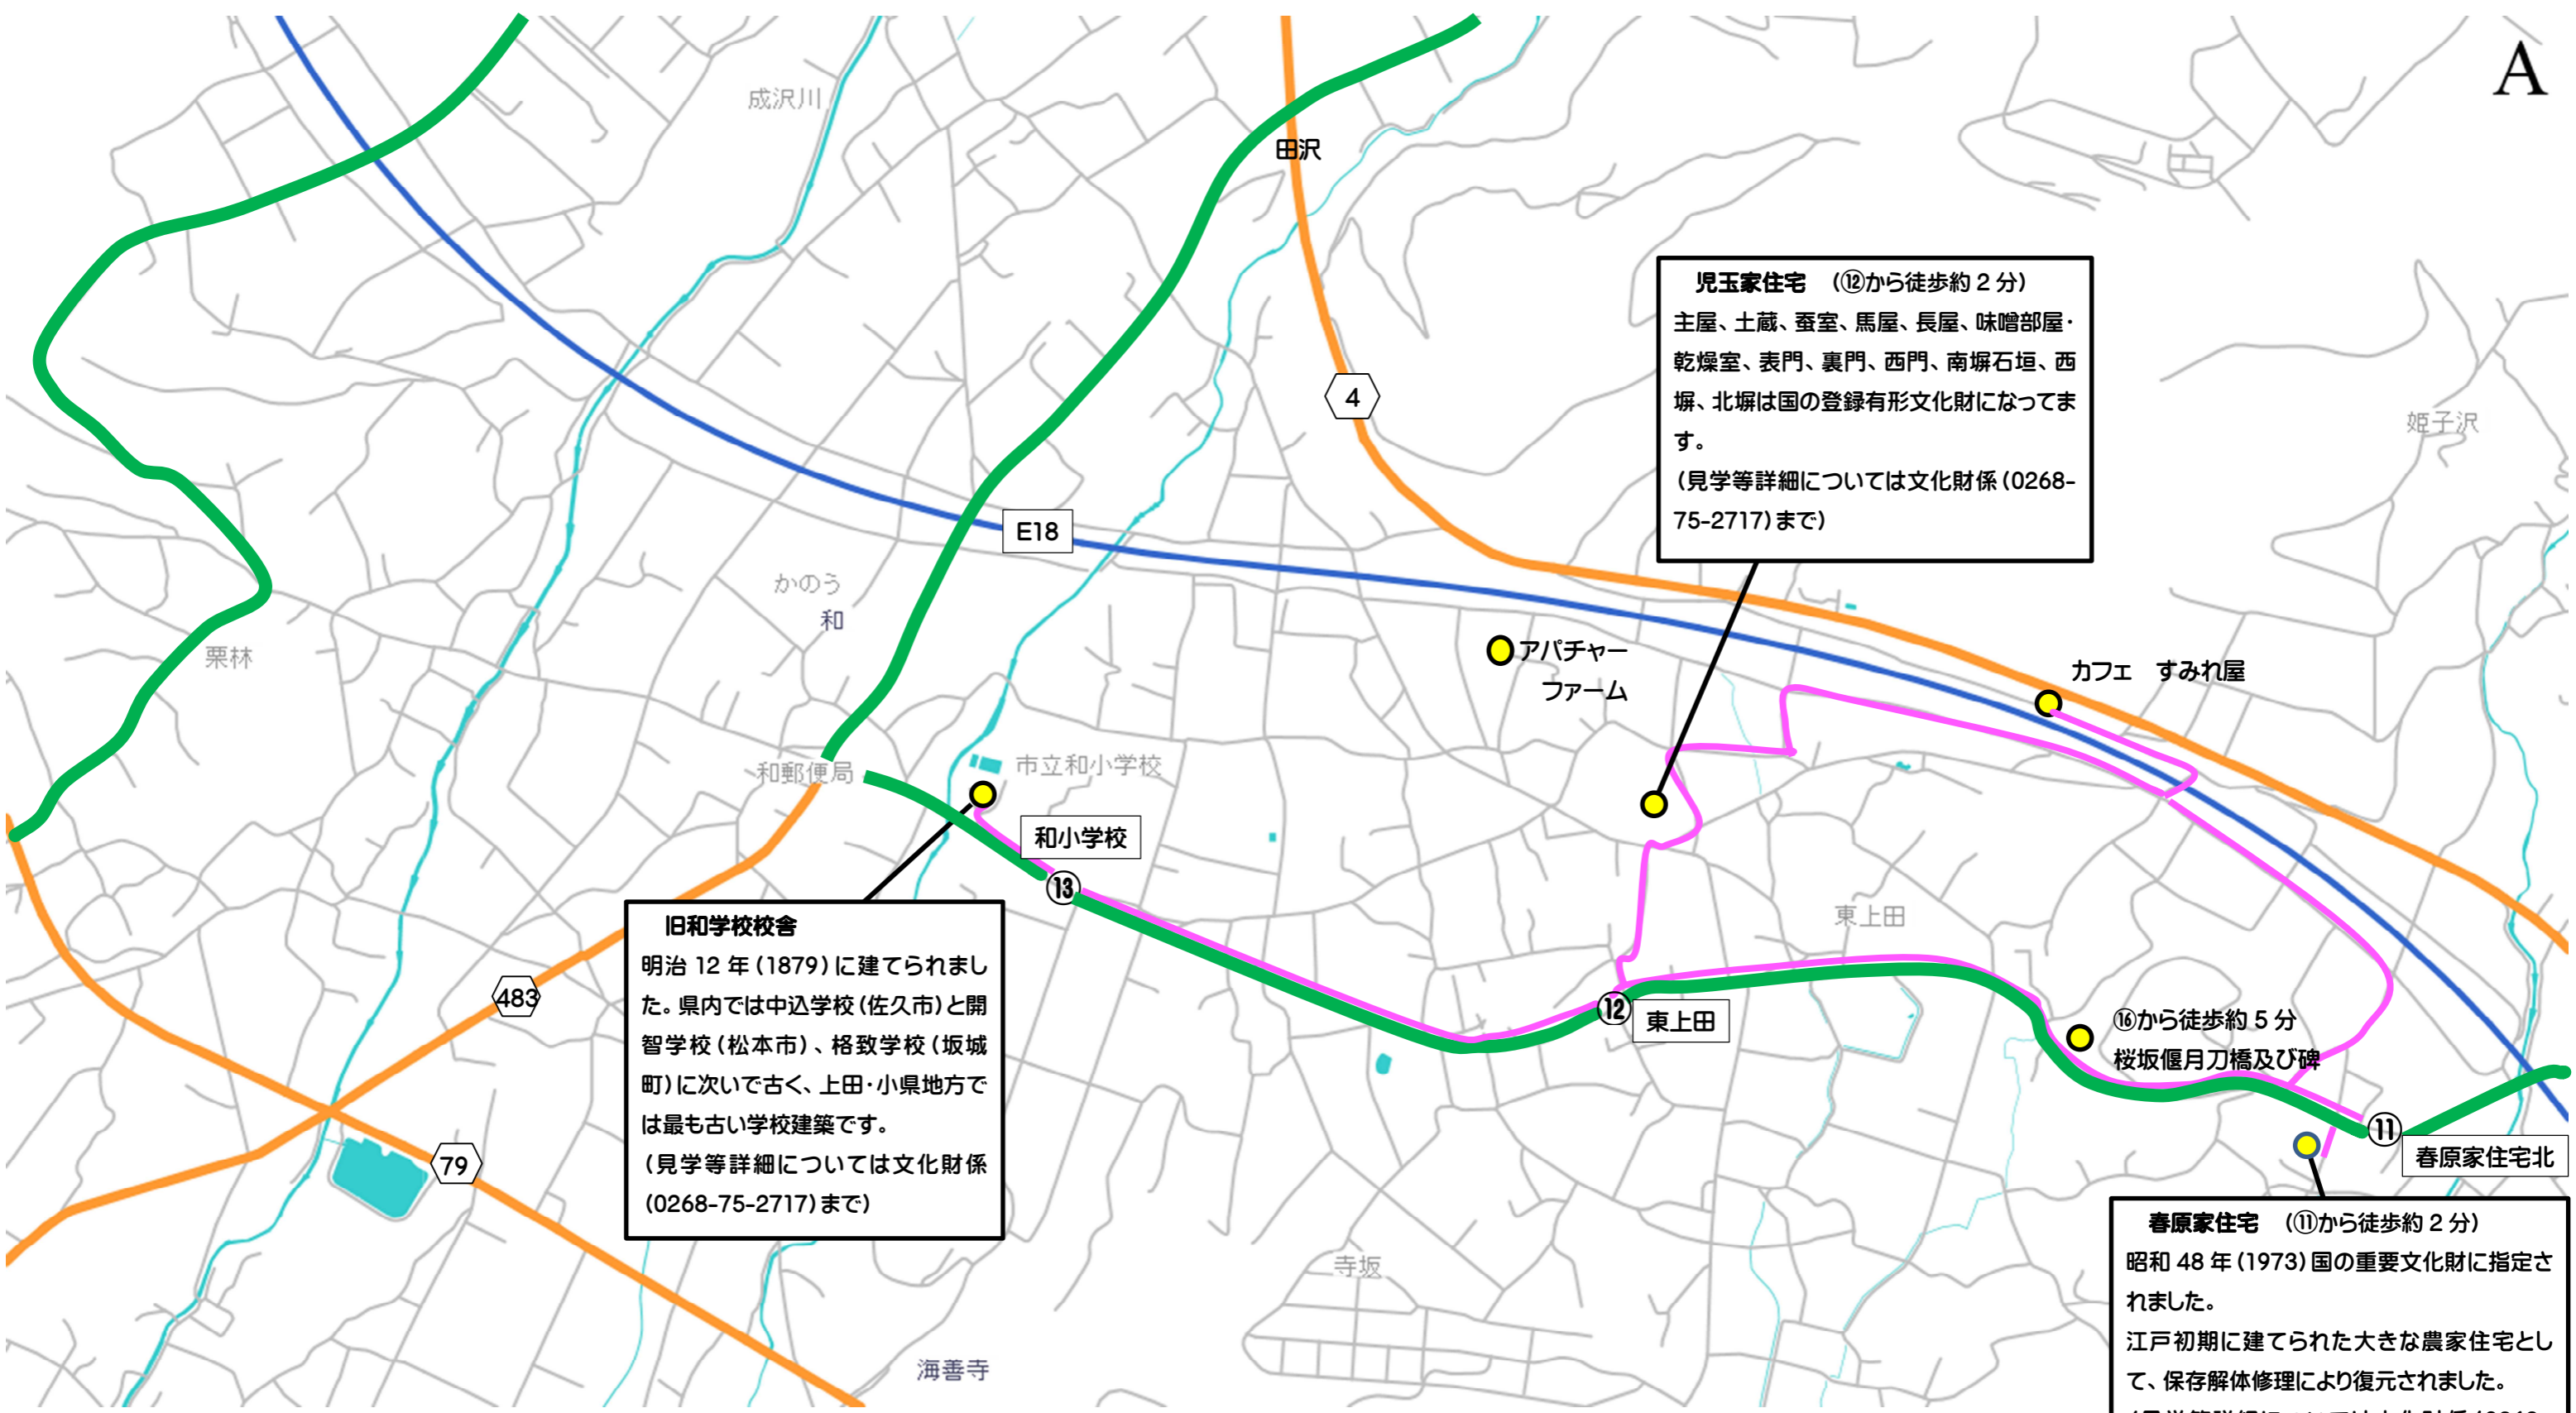 A
成沢川
田沢
児玉家住宅 (⑫から徒歩約2分)
主屋、土蔵、蚕室、馬屋、長屋、味噌部屋・
乾燥室、表門、裏門、西門、南塀石垣、西
塀、北塀は国の登録有形文化財になってま
す。
(見学等詳細については文化財係(0268-
75-2717)まで)
4
姫子沢
E18
かのう
和
栗林
アパチャー
ファーム
カフェ すみれ屋
和郵便局
市立和小学校
和小学校
⑬
東上田
旧和学校校舎
明治12年(1879)に建てられまし
た。県内では中込学校(佐久市)と開
智学校(松本市)、格致学校(坂城
町)に次いで古く、上田・小県地方で
は最も古い学校建築です。
(見学等詳細については文化財係
(0268-75-2717)まで)
483
⑫
東上田
⑯から徒歩約5分
桜坂偃月刀橋及び碑
⑪
春原家住宅北
79
春原家住宅 (⑪から徒歩約2分)
昭和48年(1973)国の重要文化財に指定さ
れました。
江戸初期に建てられた大きな農家住宅とし
て、保存解体修理により復元されました。
寺坂
海善寺